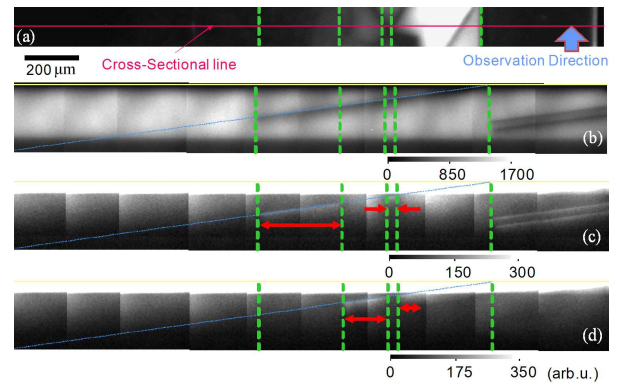 (a)
200 μm
Cross-Sectional line
Observation Direction
(b)
0 850 1700
(c)
0 150 300
(d)
0 175 350 (arb.u.)